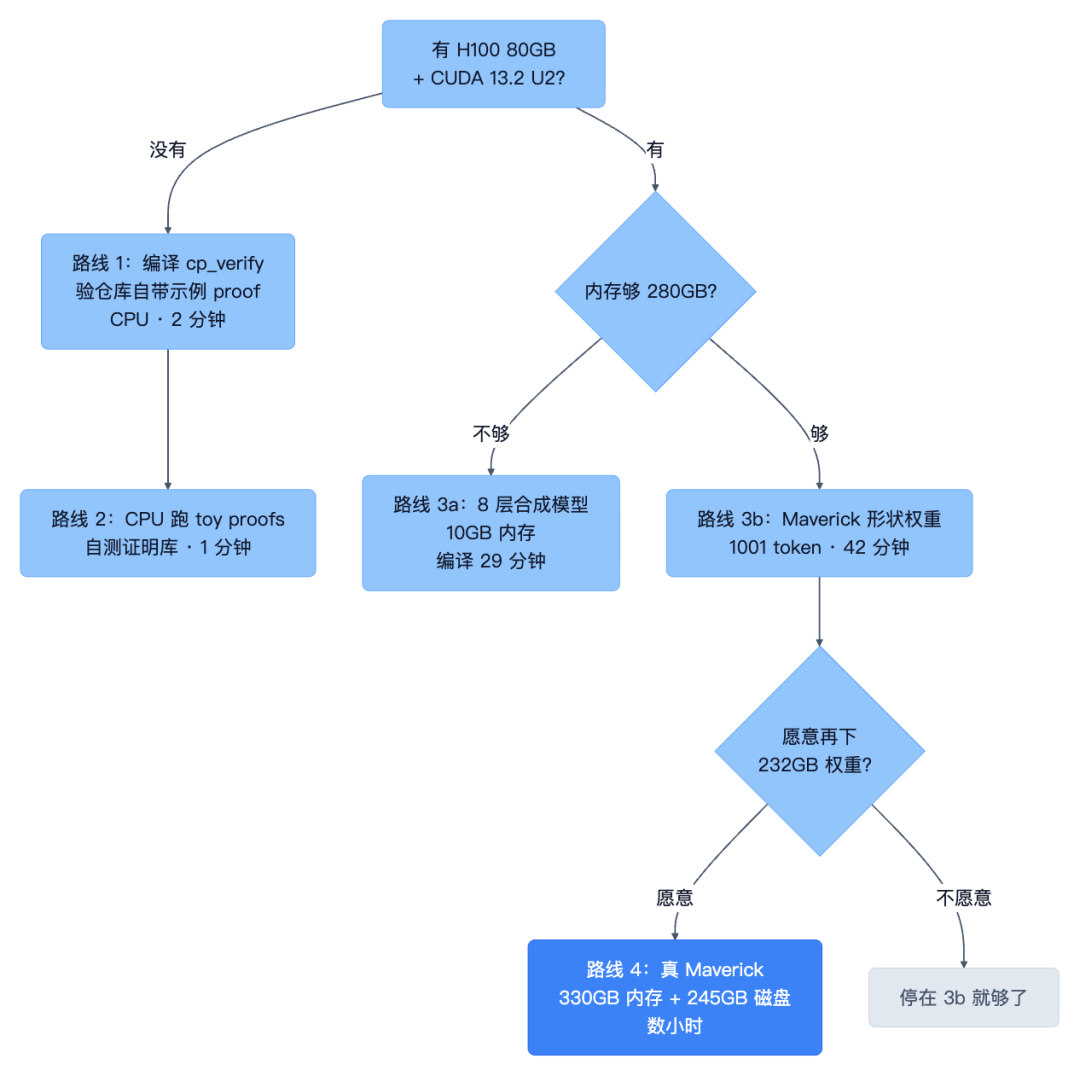 有 H100 80GB
+ CUDA 13.2 U2?
没有
有
路线 1：编译 cp_verify
验仓库自带示例 proof
CPU · 2 分钟
内存够 280GB?
不够
够
路线 2：CPU 跑 toy proofs
自测证明库 · 1 分钟
路线 3a：8 层合成模型
10GB 内存
编译 29 分钟
路线 3b：Maverick 形状权重
1001 token · 42 分钟
愿意再下
232GB 权重?
愿意
不愿意
路线 4：真 Maverick
330GB 内存 + 245GB 磁盘
数小时
停在 3b 就够了